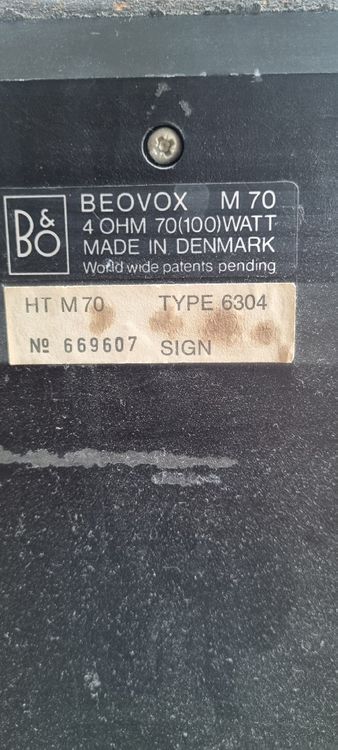 B&O
BEOVOX M 70
4 OHM 70(100)WATT
MADE IN DENMARK
World wide patents pending
HT M70 TYPE 6304
Nº 669607 SIGN